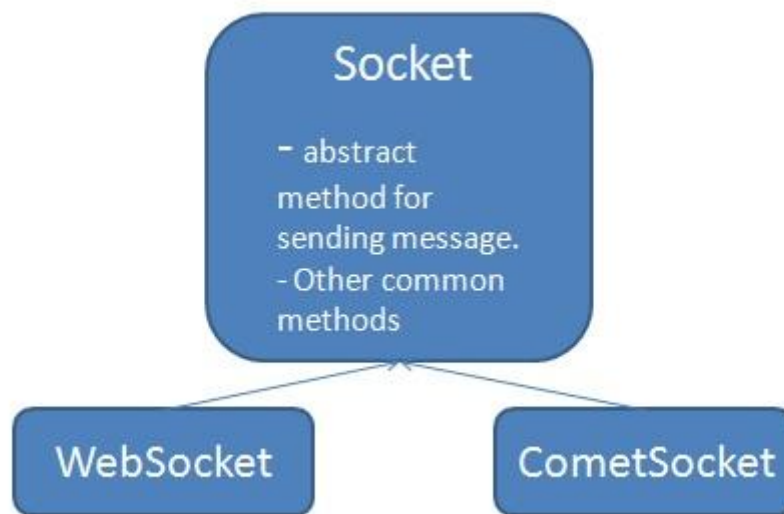 Socket
- abstract
method for
sending message.
- Other common
methods
WebSocket
CometSocket